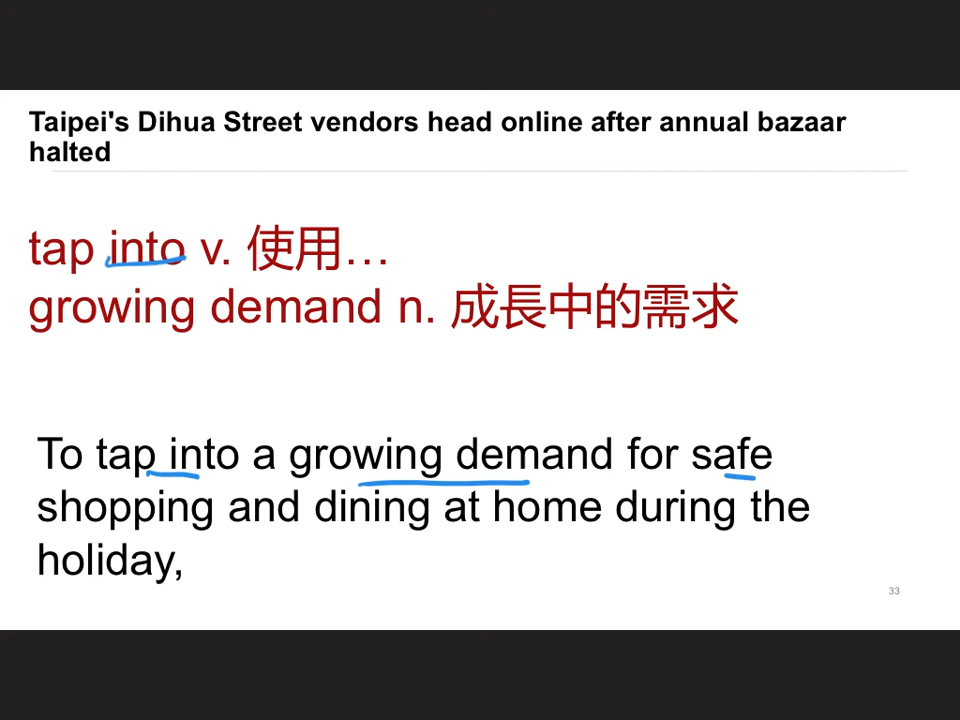 Taipei's Dihua Street vendors head online after annual bazaar
halted
tap into v. 使用…
growing demand n. 成長中的需求
To tap into a growing demand for safe
shopping and dining at home during the
holiday,
33